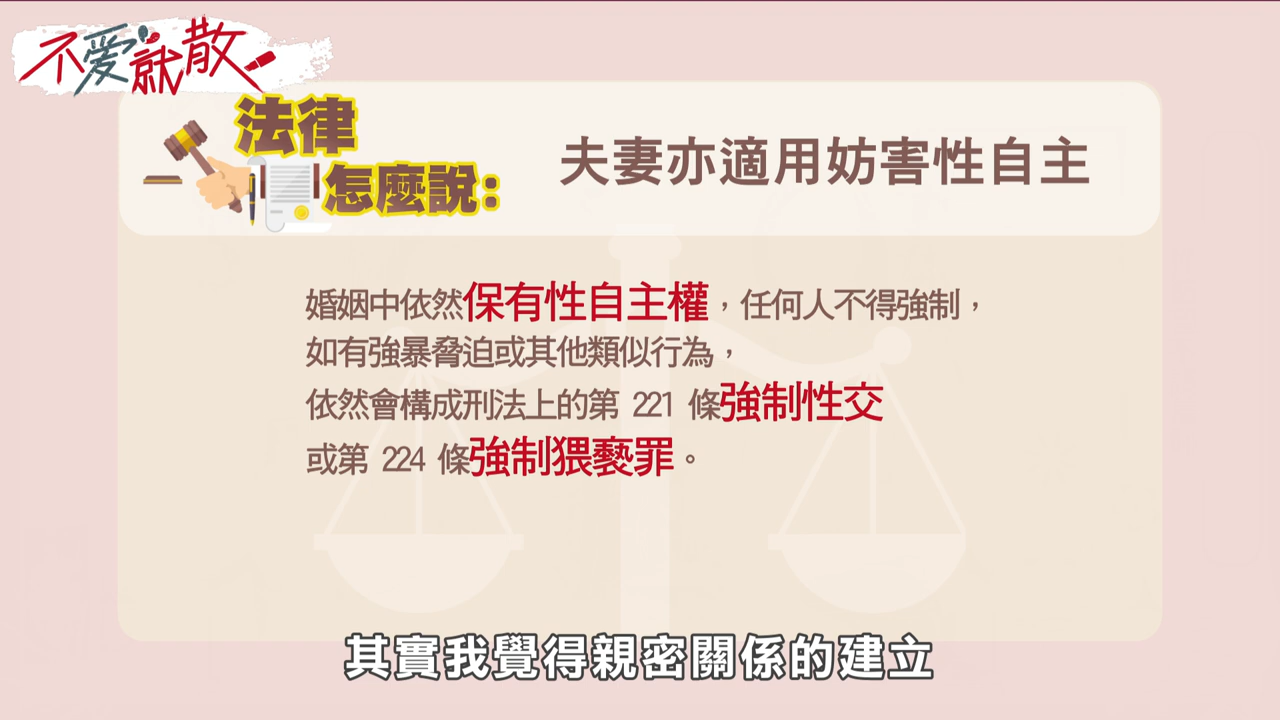 不愛就散
法律
怎麼說:
夫妻亦適用妨害性自主
婚姻中依然保有性自主權，任何人不得強制，
如有強暴脅迫或其他類似行為，
依然會構成刑法上的第 221 條強制性交
或第 224 條強制猥褻罪。
其實我覺得親密關係的建立